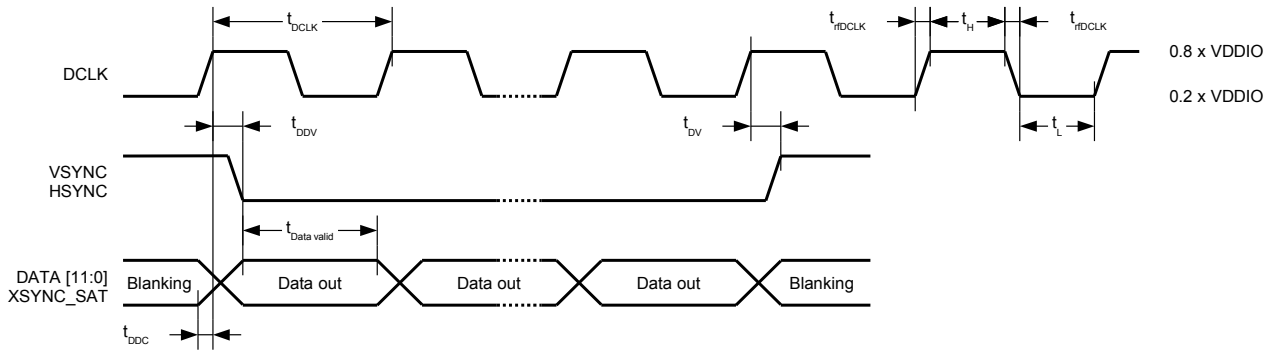 tDCLK
trfDCLK
tH
trfDCLK
DCLK
0.8 x VDDIO
0.2 x VDDIO
tDDV
tDV
tL
VSYNC
HSYNC
tData valid
DATA [11:0]
XSYNC_SAT
Blanking
Data out
Data out
Data out
Blanking
tDDC